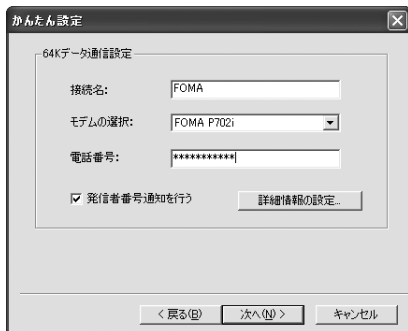 かんたん設定
64Kデータ通信設定
接続名: FOMA
モデムの選択: FOMA P702i
電話番号: ***********
発信者番号通知を行う 詳細情報の設定...
< 戻る(B) 次へ(N) > キャンセル